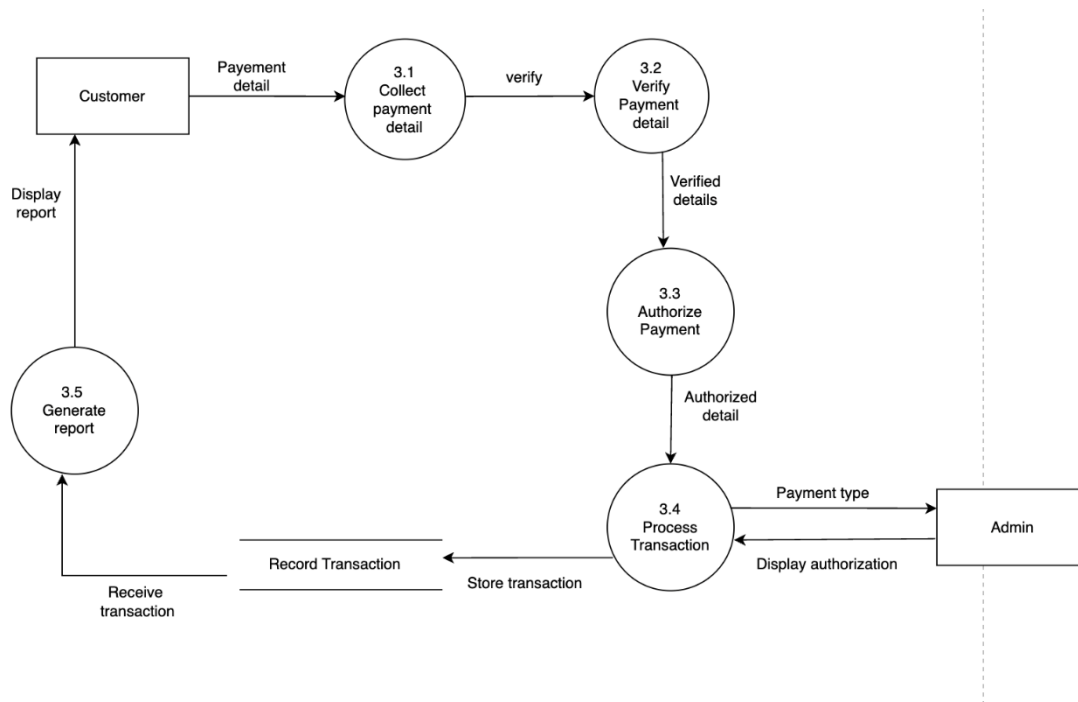 Customer
Payement
detail
3.1
Collect
payment
detail
verify
3.2
Verify
Payment
detail
Verified
details
3.3
Authorize
Payment
Authorized
detail
3.4
Process
Transaction
Payment type
Admin
Display authorization
Store transaction
Record Transaction
Receive
transaction
3.5
Generate
report
Display
report